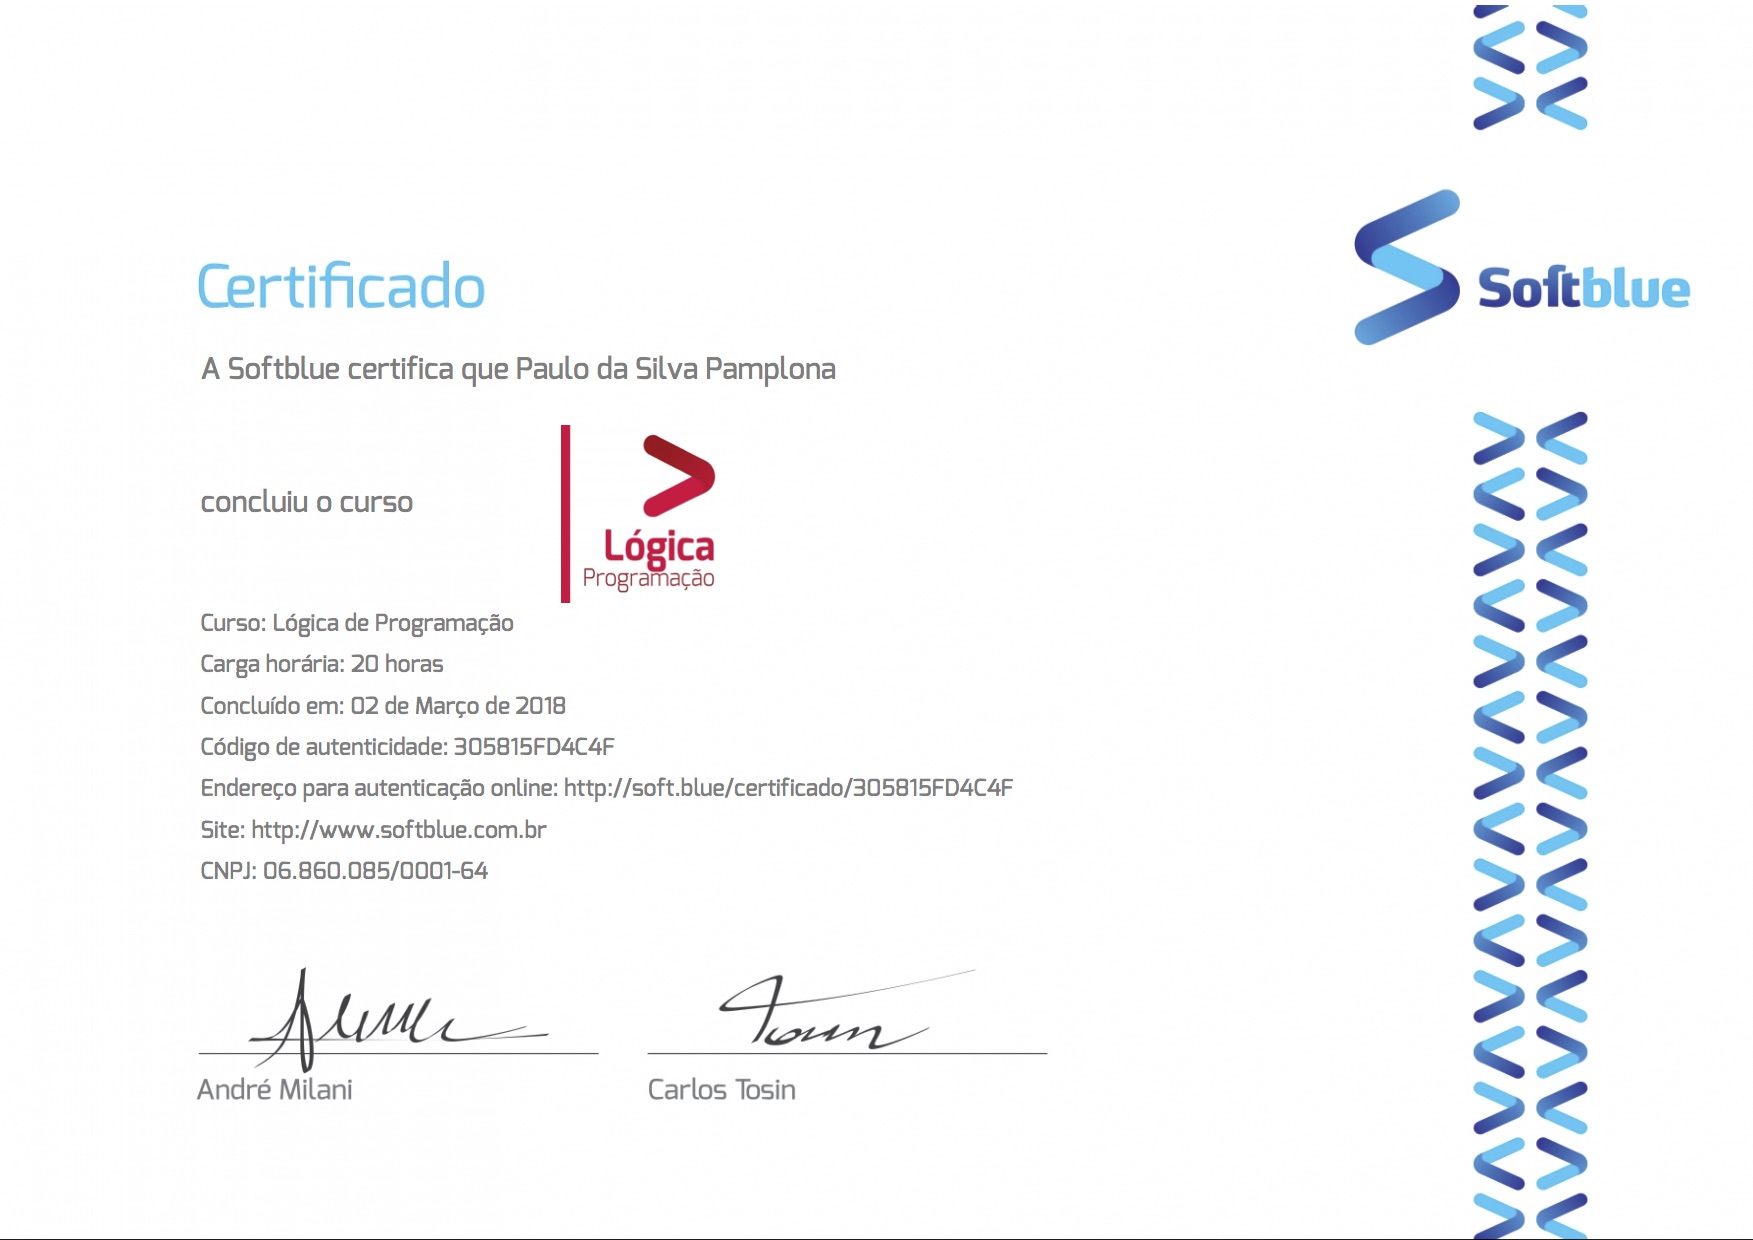 Certificado
Softblue
A Softblue certifica que Paulo da Silva Pamplona
concluiu o curso
Lógica
Programação
Curso: Lógica de Programação
Carga horária: 20 horas
Concluído em: 02 de Março de 2018
Código de autenticidade: 305815FD4C4F
Endereço para autenticação online: http://soft.blue/certificado/305815FD4C4F
Site: http://www.softblue.com.br
CNPJ: 06.860.085/0001-64
André Milani
Carlos Tosin